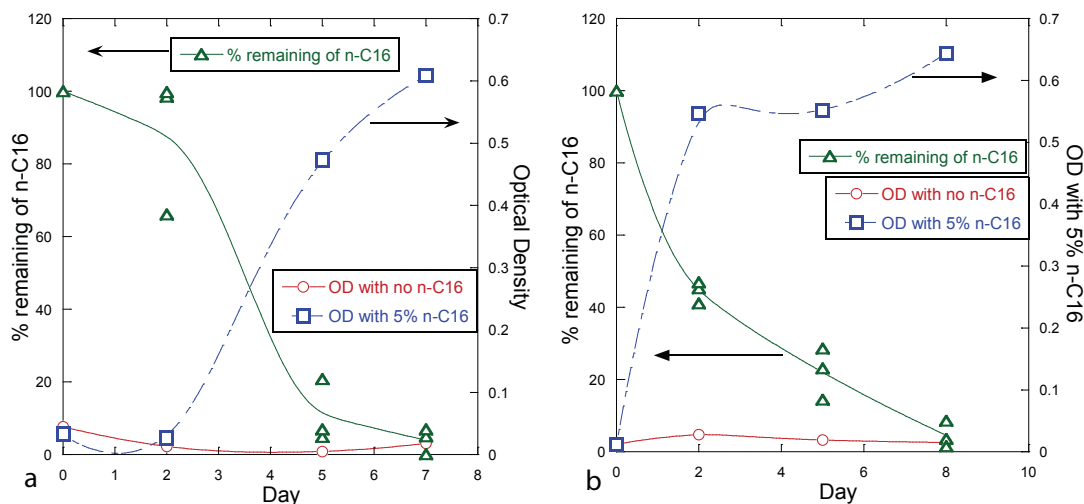 120
100
80
60
40
20
0
% remaining of n-C16
0 1 2 3 4 5 6 7 8
Day
0.7
0.6
0.5
0.4
0.3
0.2
0.1
0
Optical Density
% remaining of n-C16
OD with no n-C16
OD with 5% n-C16
a
120
100
80
60
40
20
0
% remaining of n-C16
0 2 4 6 8 10
Day
0.7
0.6
0.5
0.4
0.3
0.2
0.1
0
OD with 5% n-C16
% remaining of n-C16
OD with no n-C16
OD with 5% n-C16
b